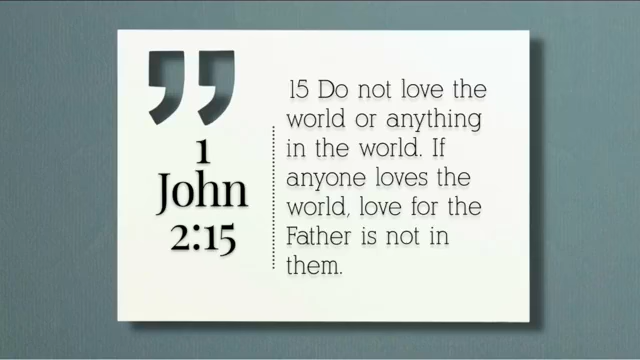 1
John
2:15
15 Do not love the
world or anything
in the world. If
anyone loves the
world, love for the
Father is not in
them.